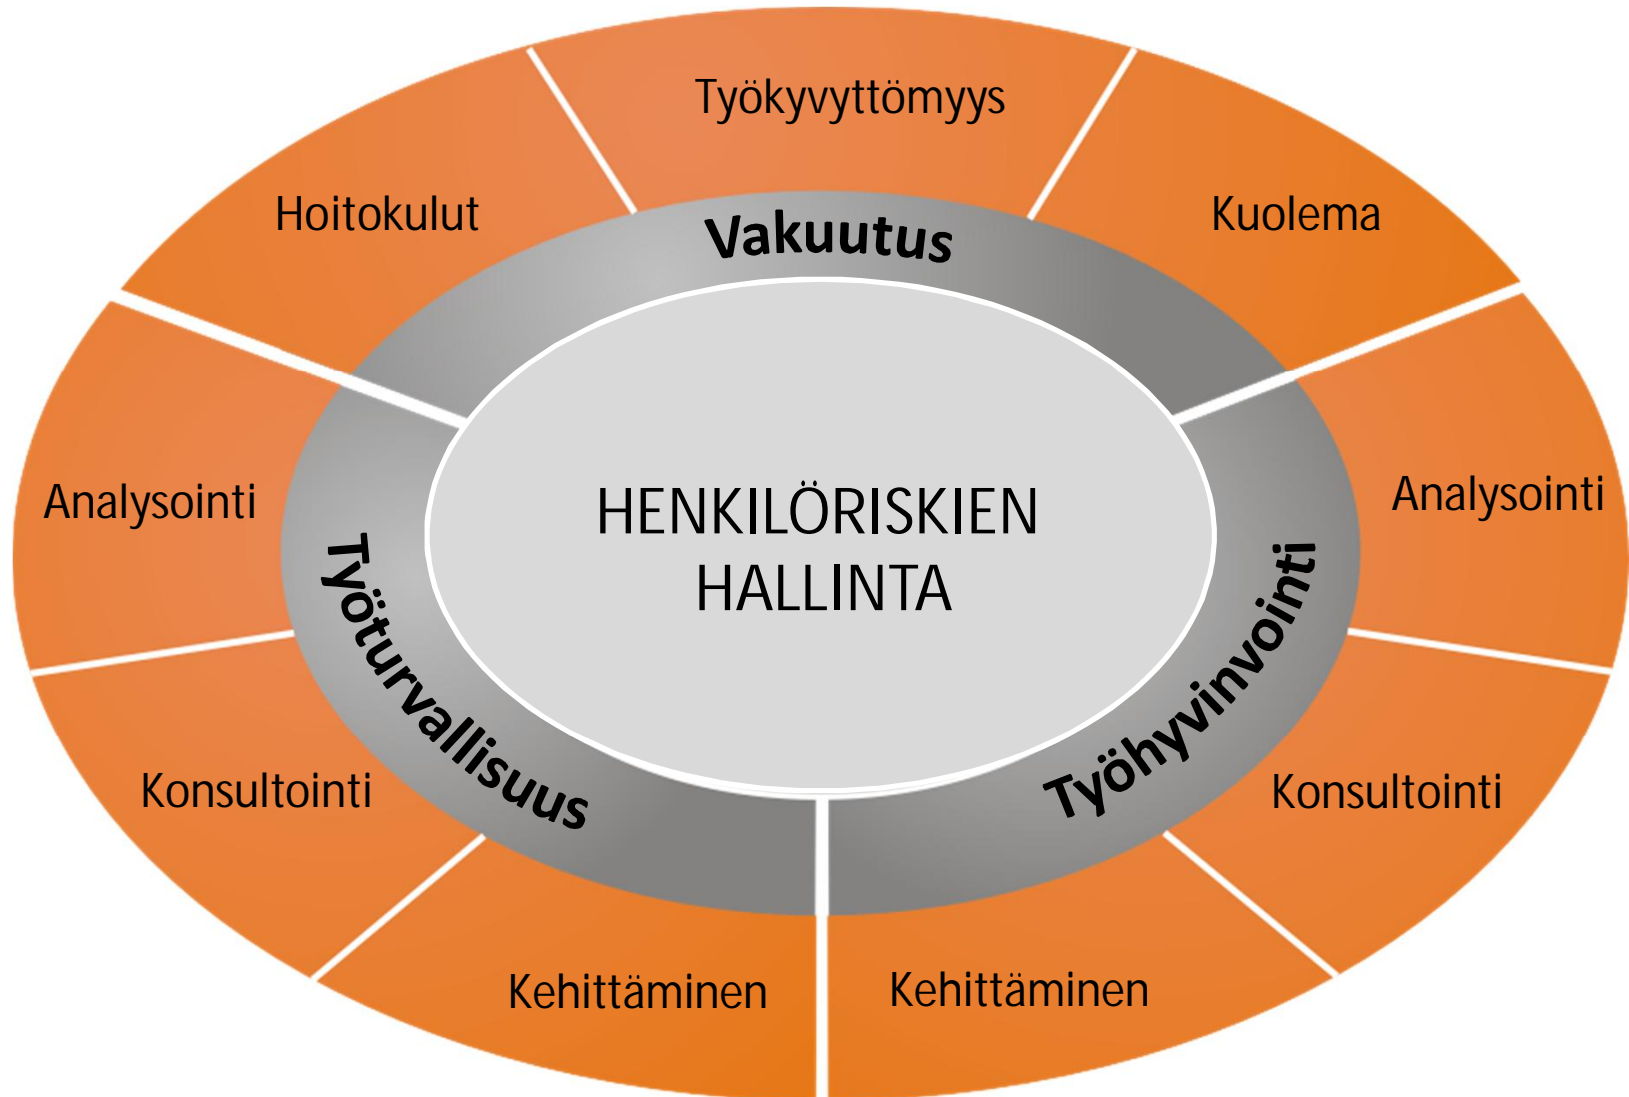 Työkyvyttömyys
Hoitokulut
Kuolema
Vakuutus
HENKILÖRISKIEN
HALLINTA
Analysointi
Analysointi
Työturvallisuus
Työhyvinvointi
Konsultointi
Konsultointi
Kehittäminen
Kehittäminen